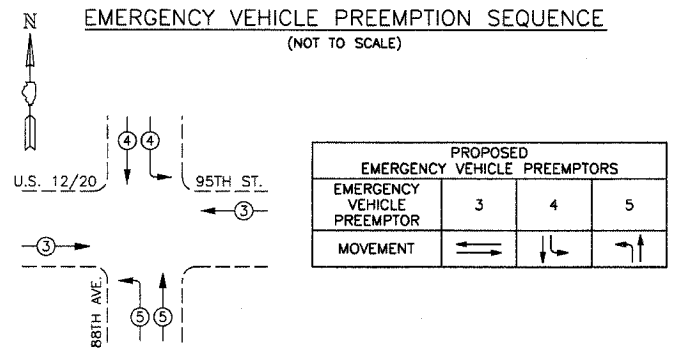 N
EMERGENCY VEHICLE PREEMPTION SEQUENCE
(NOT TO SCALE)
4 4
U.S. 12/20 95TH ST.
3
3
88TH AVE.
5 5
PROPOSED
EMERGENCY VEHICLE PREEMPTORS
EMERGENCY
VEHICLE
PREEMPTOR
3 4 5
MOVEMENT